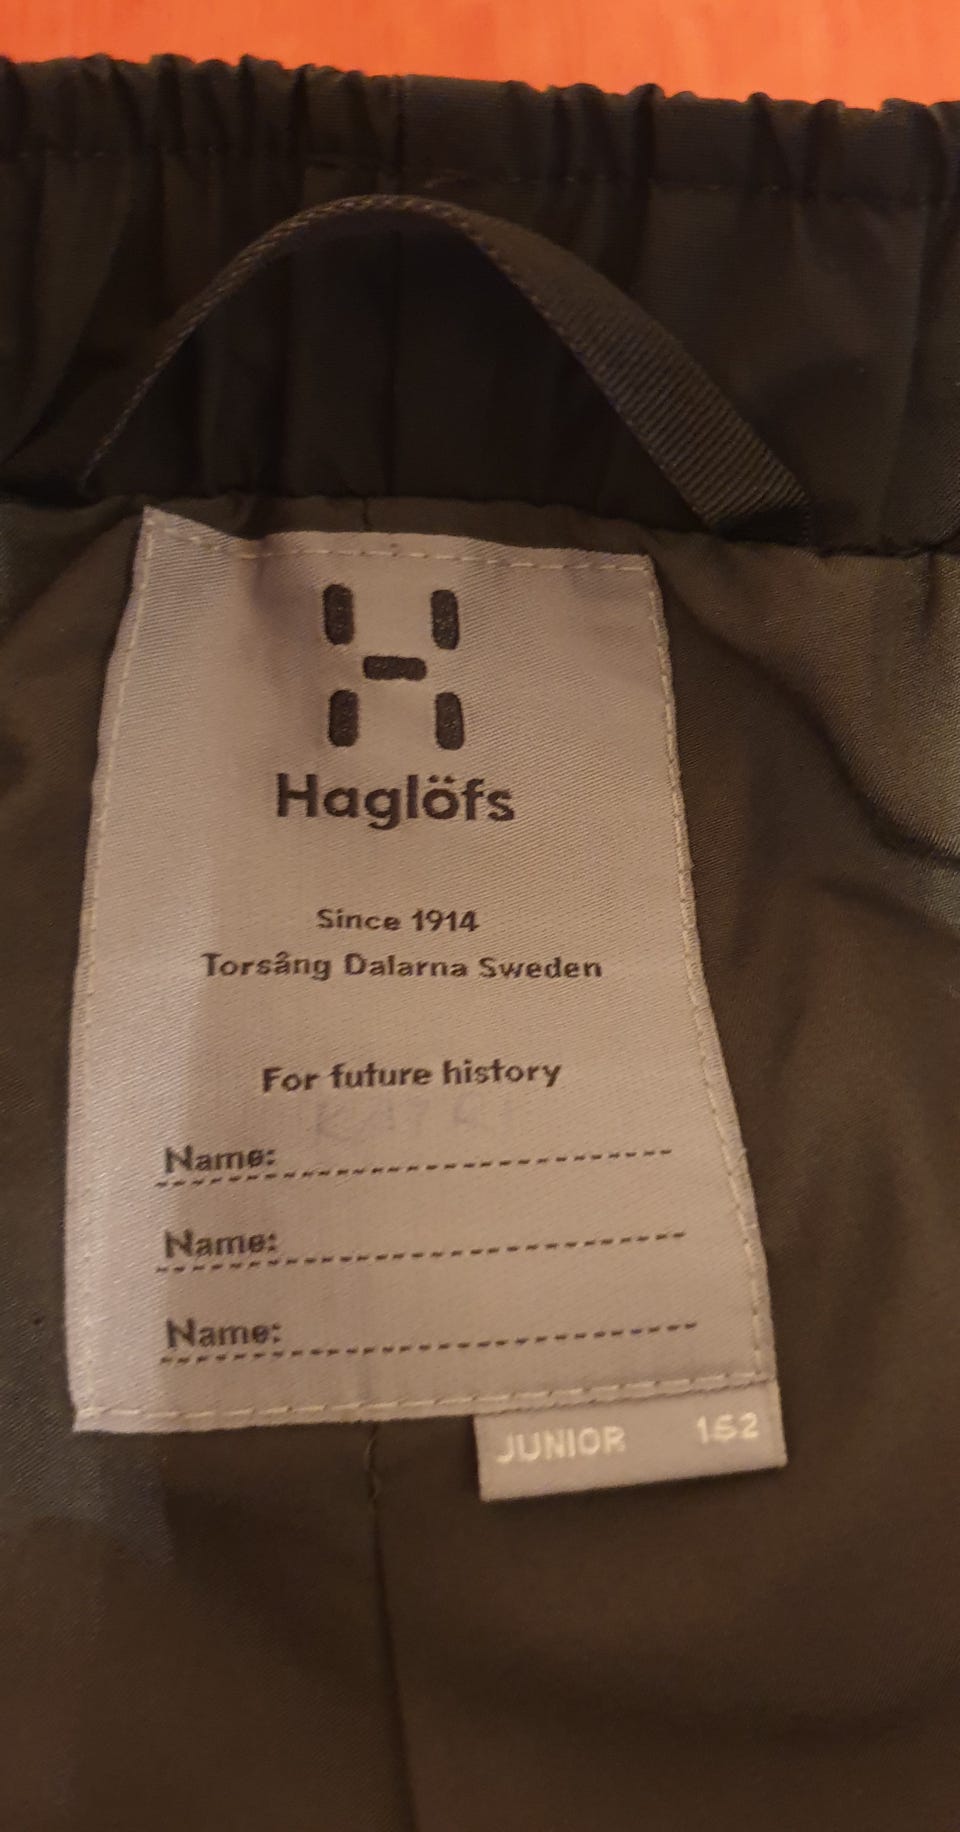 Haglöfs
Since 1914
Torsång Dalarna Sweden
For future history
Name:
Name:
Name:
JUNIOR 152